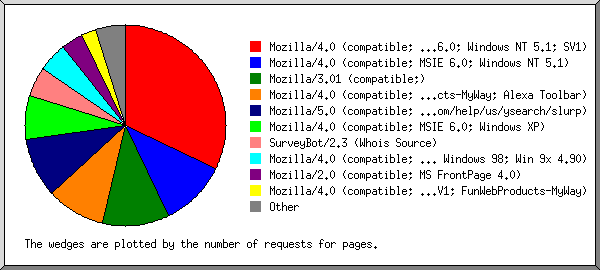 Mozilla/4.0 (compatible; ...6.0; Windows NT 5.1; SV1)
Mozilla/4.0 (compatible; MSIE 6.0; Windows NT 5.1)
Mozilla/3.01 (compatible;)
Mozilla/4.0 (compatible; ...cts-MyWay; Alexa Toolbar)
Mozilla/5.0 (compatible; ...om/help/us/ysearch/slurp)
Mozilla/4.0 (compatible; MSIE 6.0; Windows XP)
SurveyBot/2.3 (Whois Source)
Mozilla/4.0 (compatible; ... Windows 98; Win 9x 4.90)
Mozilla/2.0 (compatible; MS FrontPage 4.0)
Mozilla/4.0 (compatible; ...V1; FunWebProducts-MyWay)
Other
The wedges are plotted by the number of requests for pages.